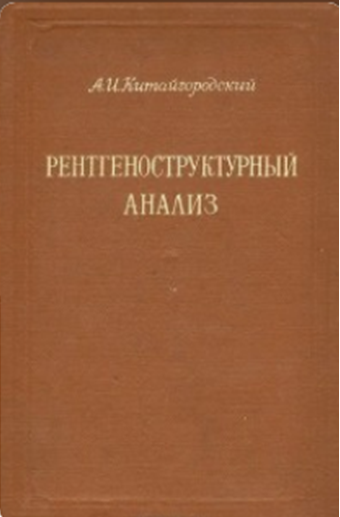 А.И.Китайгородский
РЕНТГЕНОСТРУКТУРНЫЙ
АНАЛИЗ